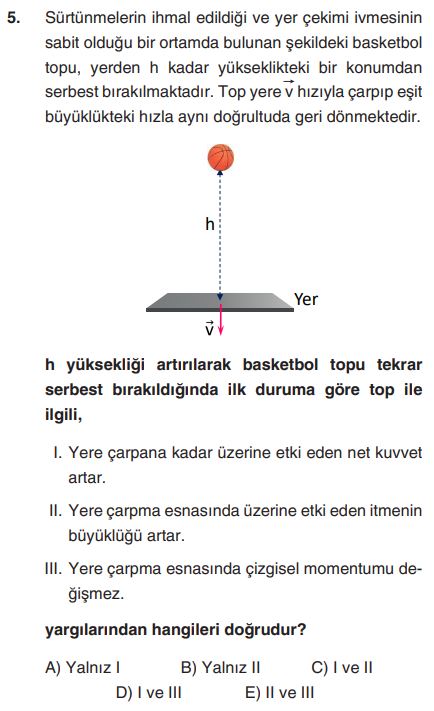 5. Sürtünmelerin ihmal edildiği ve yer çekimi ivmesinin
sabit olduğu bir ortamda bulunan şekildeki basketbol
topu, yerden h kadar yükseklikteki bir konumdan
serbest bırakılmaktadır. Top yere v⃗ hızıyla çarpıp eşit
büyüklükteki hızla aynı doğrultuda geri dönmektedir.
h
Yer
v⃗
h yüksekliği artırılarak basketbol topu tekrar
serbest bırakıldığında ilk duruma göre top ile
ilgili,
I. Yere çarpana kadar üzerine etki eden net kuvvet
artar.
II. Yere çarpma esnasında üzerine etki eden itmenin
büyüklüğü artar.
III. Yere çarpma esnasında çizgisel momentumu de-
ğişmez.
yargılarından hangileri doğrudur?
A) Yalnız I B) Yalnız II C) I ve II
D) I ve III E) II ve III